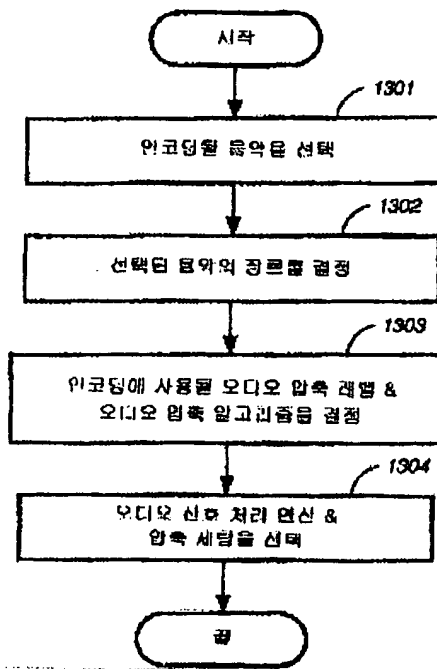 시작
1301
인코딩할 음악을 선택
1302
선택된 음악의 장르를 결정
1303
인코딩에 사용될 오디오 압축 레벨 &
오디오 압축 알고리즘을 결정
1304
오디오 신호 처리 연산 &
압축 세팅을 선택
끝